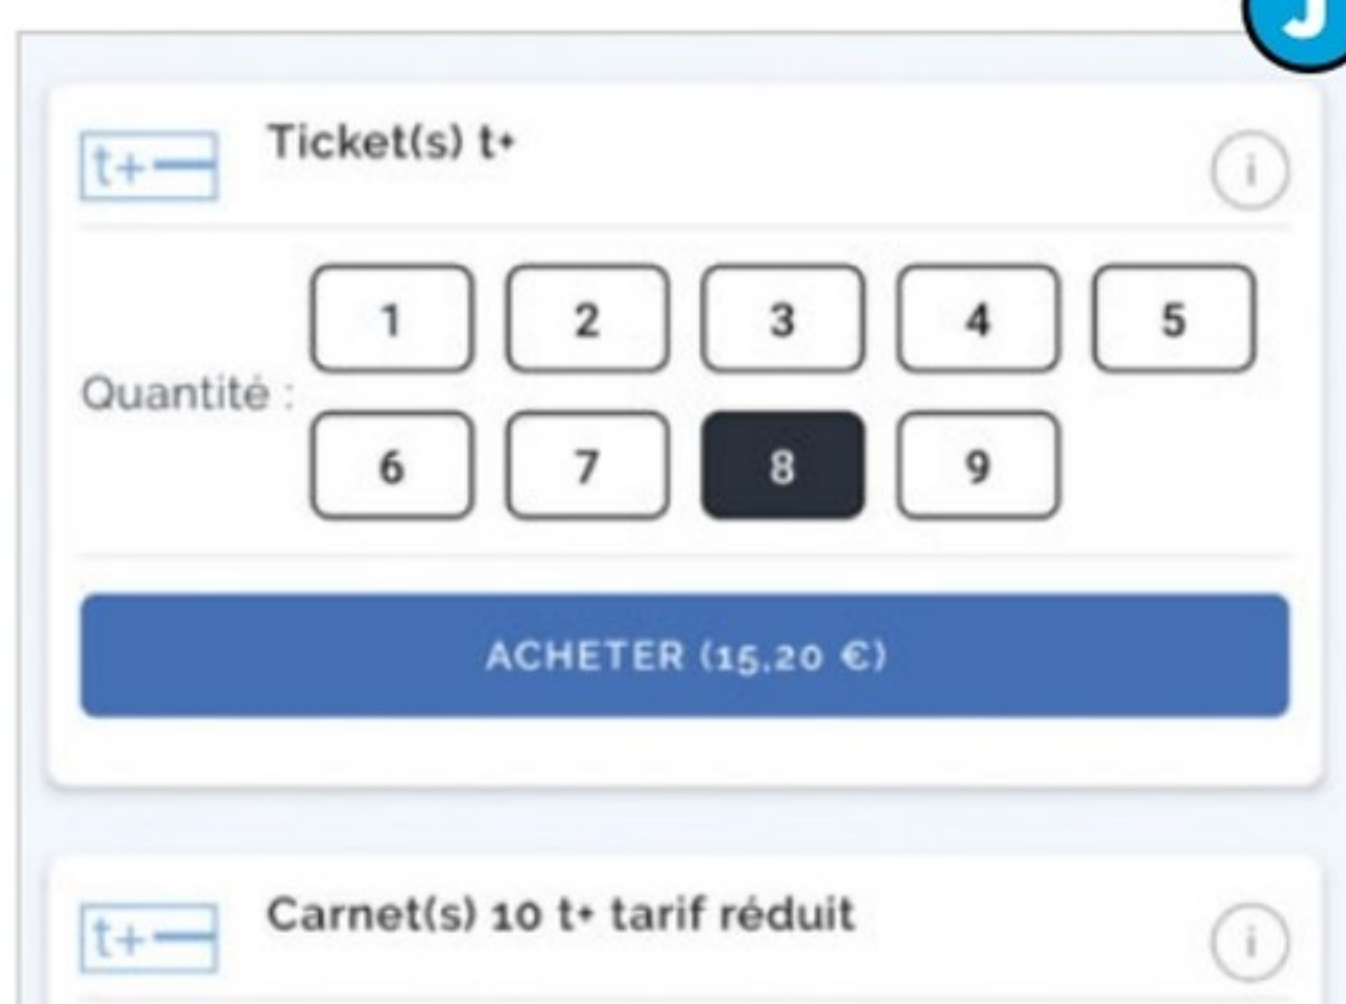 J
t+
Ticket(s) t+
i
1 2 3 4 5
Quantité :
6 7 8 9
ACHETER (15,20 €)
t+
Carnet(s) 10 t+ tarif réduit
i